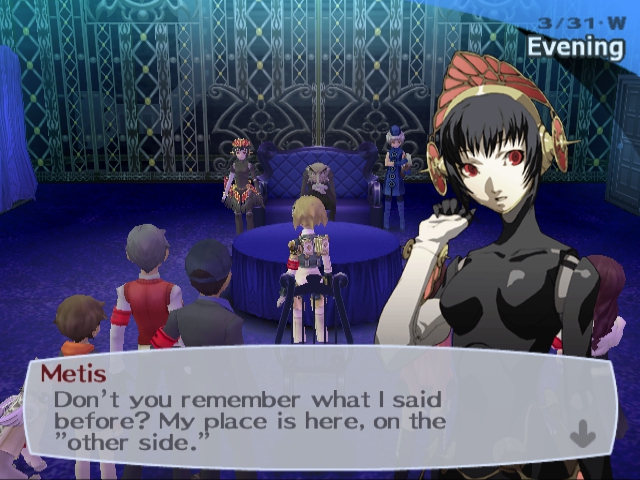 3/31·W
Evening
Metis
Don't you remember what I said
before? My place is here, on the
"other side."